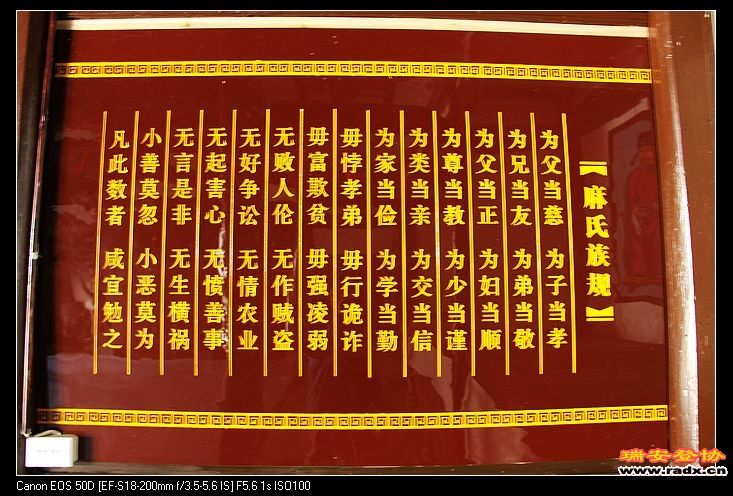 【麻氏族规】
为父当慈 为子当孝
为兄当友 为弟当敬
为父当正 为妇当顺
为尊当教 为少当谨
为类当亲 为交当信
为家当俭 为学当勤
毋悖孝弟 毋行诡诈
毋富欺贫 毋强凌弱
无败人伦 无作贼盗
无好争讼 无情农业
无起害心 无愤善事
无言是非 无生横祸
小善莫忽 小恶莫为
凡此数者 咸宜勉之
瑞安登协
www.radx.cn
Canon EOS 50D [EF-S18-200mm f/3.5-5.6 IS] F5.6 1s ISO100